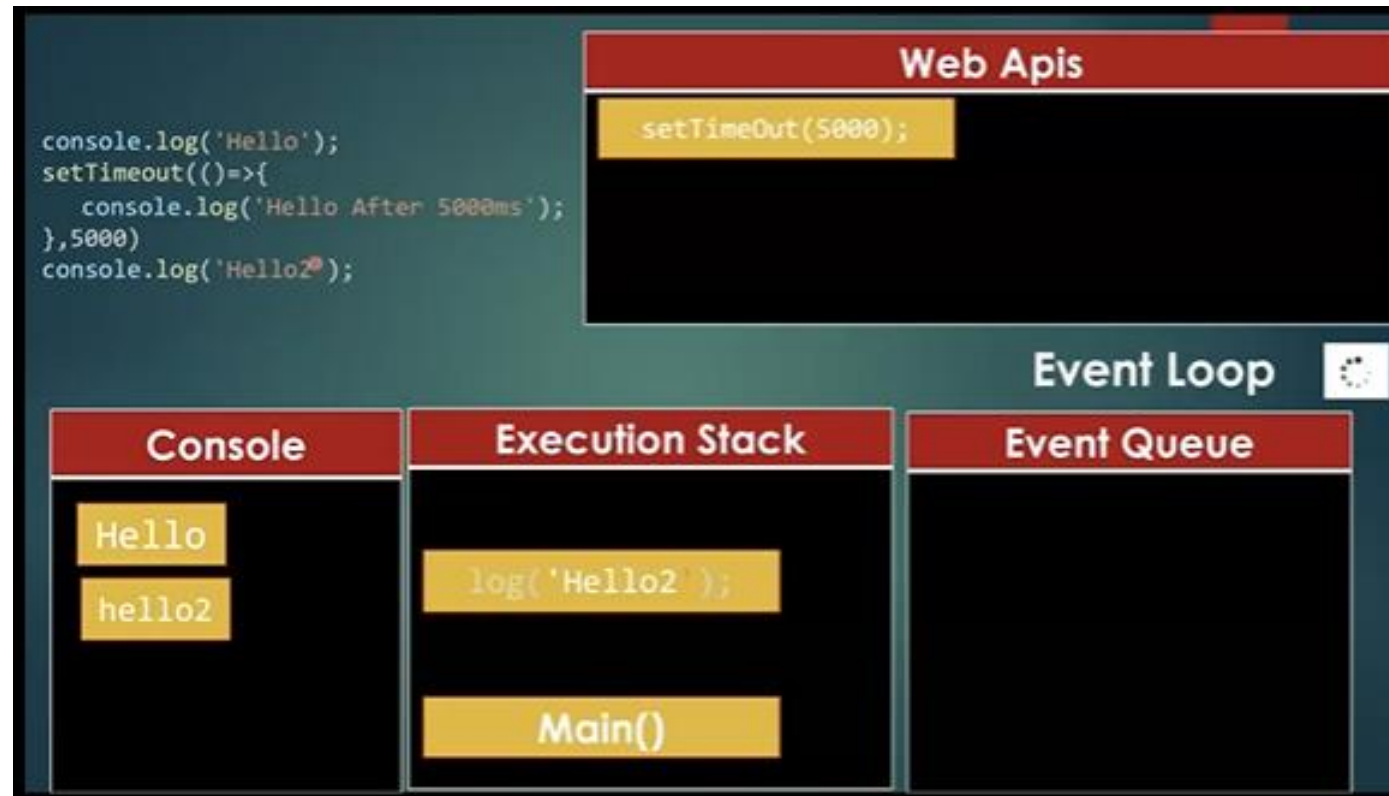 Web Apis
setTimeOut(5000);
console.log('Hello');
setTimeout(()=>{
console.log('Hello After 5000ms');
},5000)
console.log('Hello2');
Event Loop
Console
Hello
hello2
Execution Stack
log('Hello2');
Main()
Event Queue